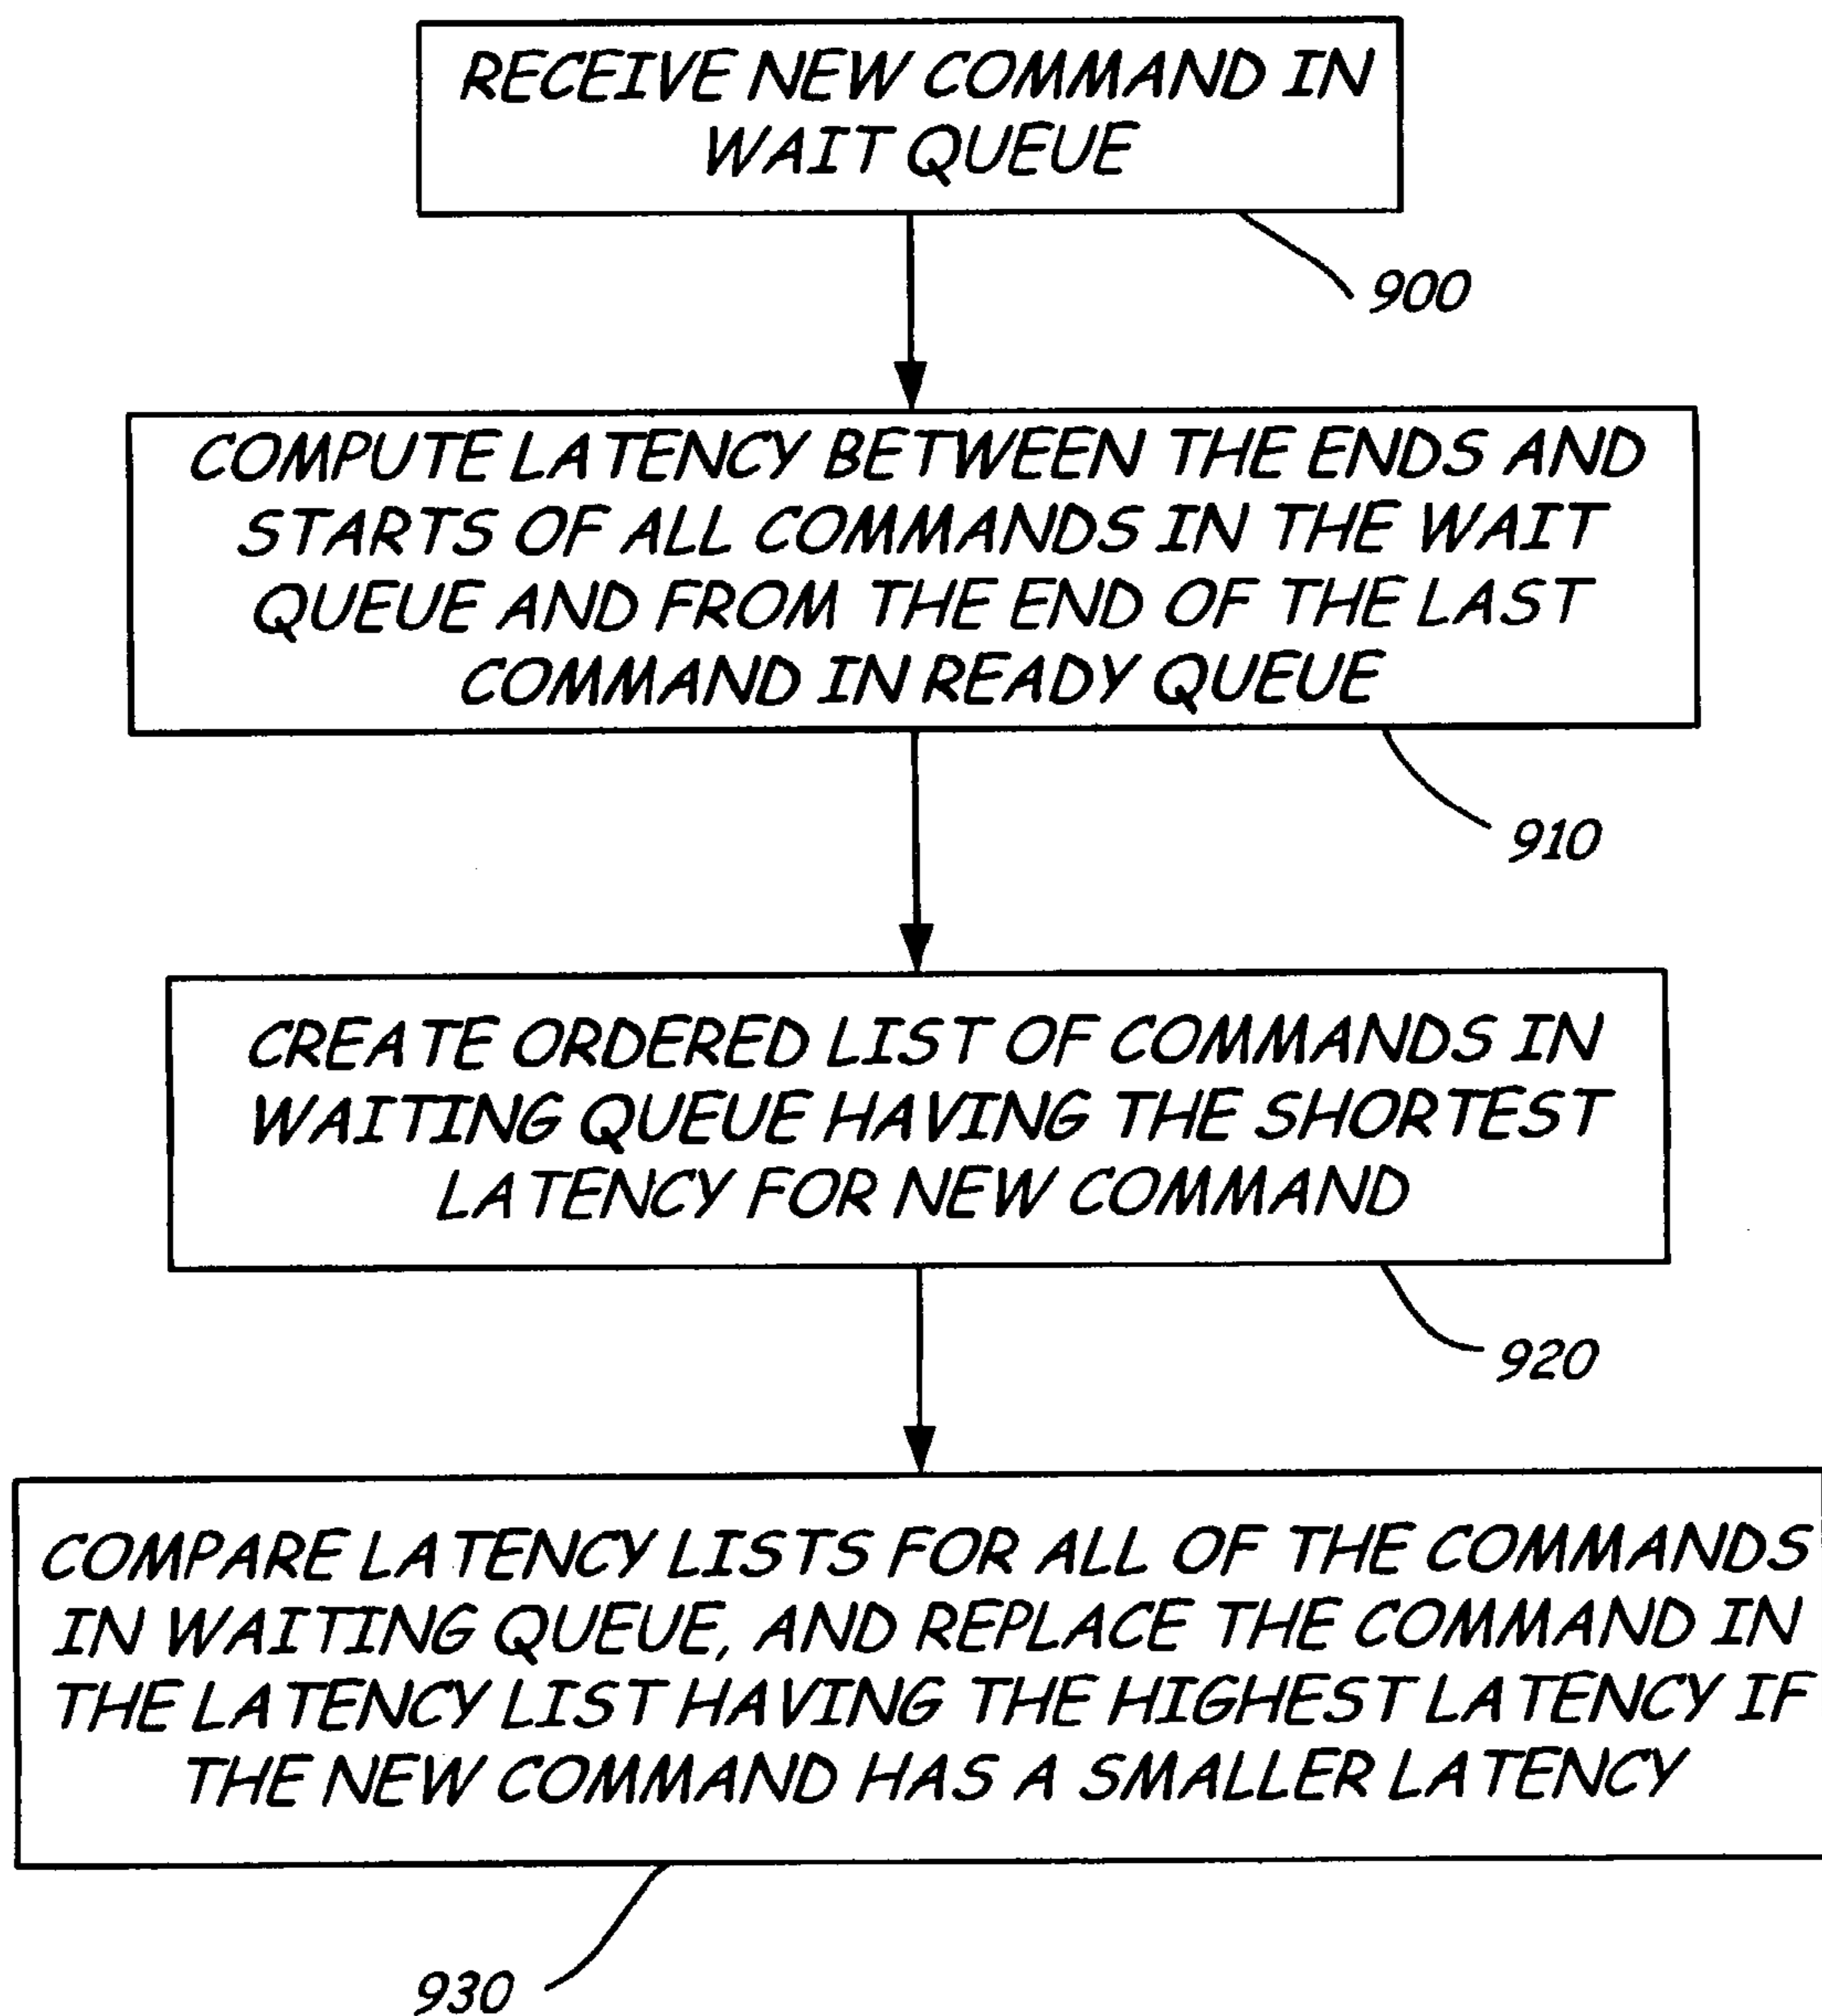 RECEIVE NEW COMMAND IN
WAIT QUEUE
900
COMPUTE LATENCY BETWEEN THE ENDS AND
STARTS OF ALL COMMANDS IN THE WAIT
QUEUE AND FROM THE END OF THE LAST
COMMAND IN READY QUEUE
910
CREATE ORDERED LIST OF COMMANDS IN
WAITING QUEUE HAVING THE SHORTEST
LATENCY FOR NEW COMMAND
920
COMPARE LATENCY LISTS FOR ALL OF THE COMMANDS
IN WAITING QUEUE, AND REPLACE THE COMMAND IN
THE LATENCY LIST HAVING THE HIGHEST LATENCY IF
THE NEW COMMAND HAS A SMALLER LATENCY
930